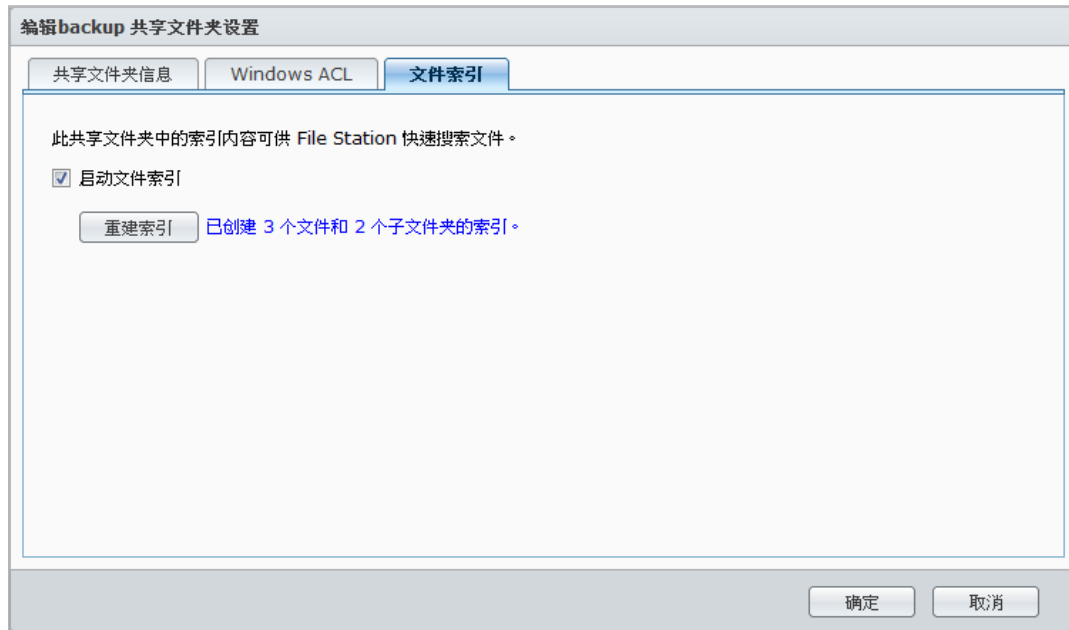 编辑backup 共享文件夹设置
共享文件夹信息 Windows ACL 文件索引
此共享文件夹中的索引内容可供 File Station 快速搜索文件。
启动文件索引
重建索引 已创建 3 个文件和 2 个子文件夹的索引。
确定 取消